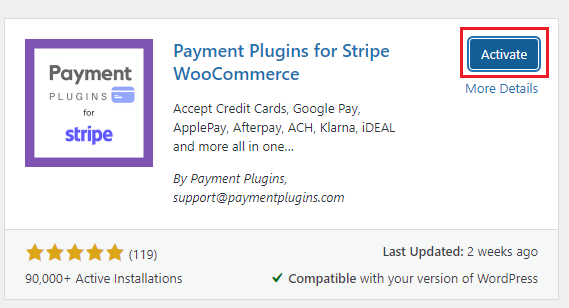 Payment
PLUGINS
for
stripe
Payment Plugins for Stripe
WooCommerce
Accept Credit Cards, Google Pay,
ApplePay, Afterpay, ACH, Klarna, iDEAL
and more all in one...
By Payment Plugins,
support@paymentplugins.com
Activate
More Details
(119)
90,000+ Active Installations
Last Updated: 2 weeks ago
Compatible with your version of WordPress